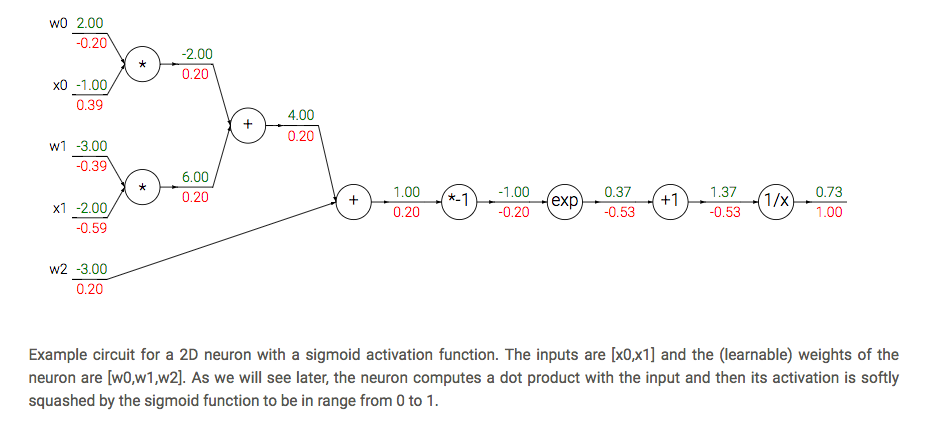 w0 2.00
-0.20
*
-2.00
0.20
x0 -1.00
0.39
+
4.00
0.20
w1 -3.00
-0.39
*
6.00
0.20
x1 -2.00
-0.59
+
1.00
0.20
*-1
-1.00
-0.20
exp
0.37
-0.53
+1
1.37
-0.53
1/x
0.73
1.00
w2 -3.00
0.20
Example circuit for a 2D neuron with a sigmoid activation function. The inputs are [x0,x1] and the (learnable) weights of the
neuron are [w0,w1,w2]. As we will see later, the neuron computes a dot product with the input and then its activation is softly
squashed by the sigmoid function to be in range from 0 to 1.